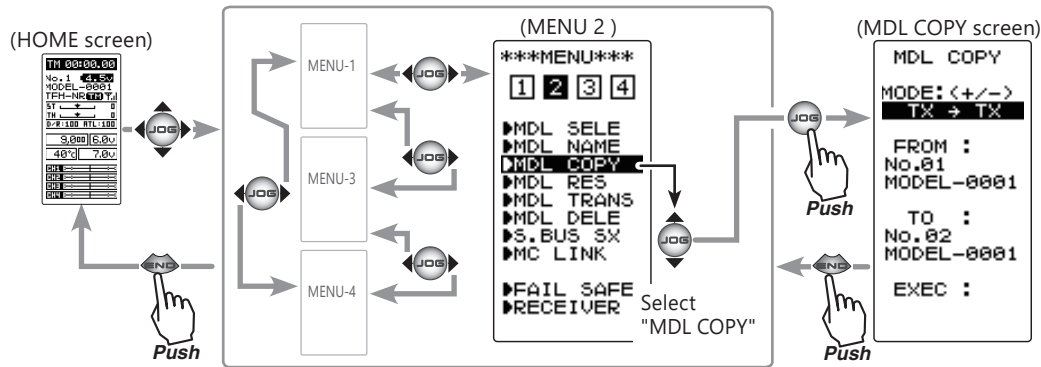 (HOME screen)
TM 00:00.00
No.1 4.5v
MODEL-0001
TFH-NR TM
ST 0
TH 0
D/R:100 ATL:100
9,000 6.0v
40℃ 7.0v
CH1
CH2
CH3
CH4
JOG
END
Push
MENU-1
MENU-3
MENU-4
JOG
JOG
JOG
JOG
(MENU 2 )
***MENU***
1 2 3 4
MDL SELE
MDL NAME
MDL COPY
MDL RES
MDL TRANS
MDL DELE
S.BUS SX
MC LINK
FAIL SAFE
RECEIVER
JOG
Select
"MDL COPY"
JOG
Push
END
Push
(MDL COPY screen)
MDL COPY
MODE:(+/−)
TX → TX
FROM :
No.01
MODEL-0001
TO :
No.02
MODEL-0001
EXEC :